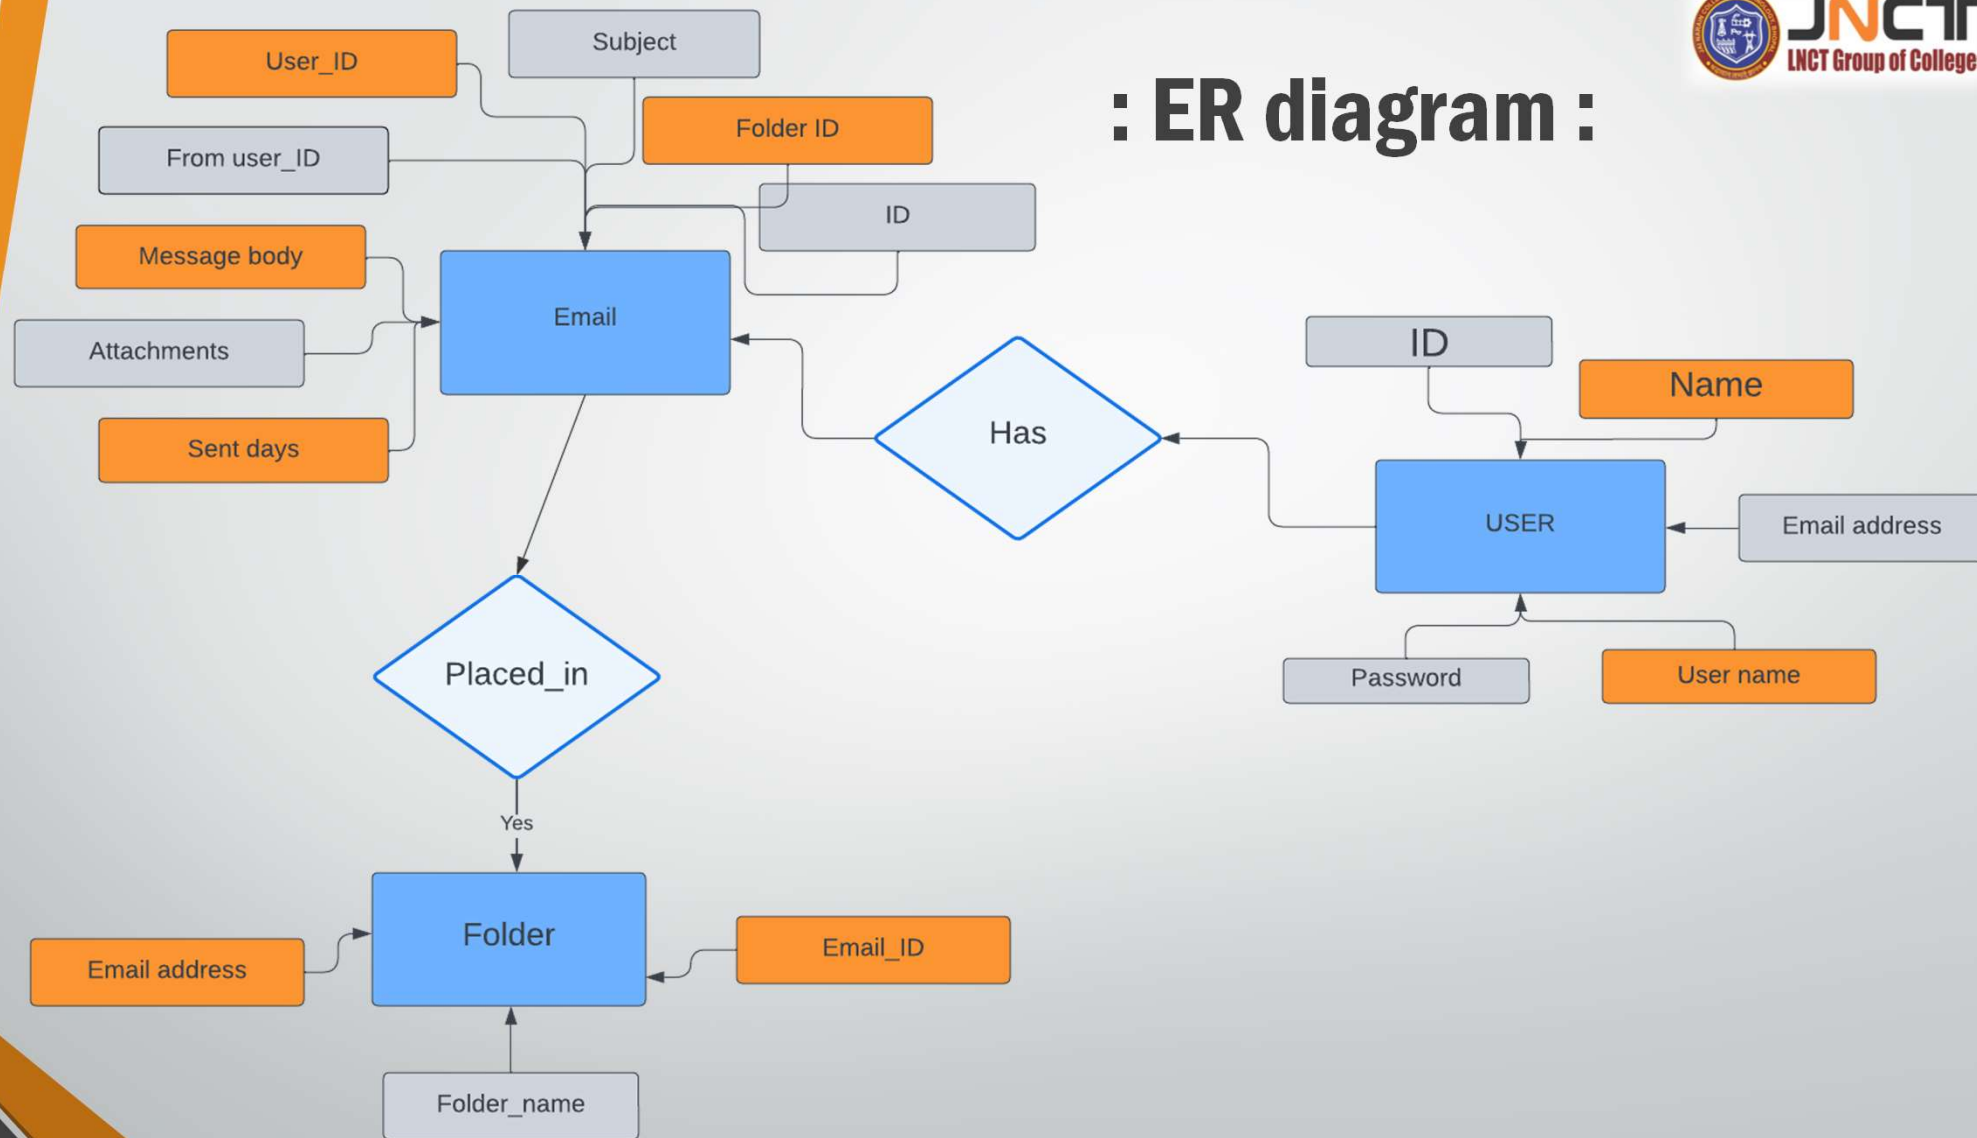 JNCT
LNCT Group of College
: ER diagram :
User_ID
Subject
Folder ID
From user_ID
ID
Message body
Email
Attachments
Sent days
Has
ID
Name
USER
Email address
Password
User name
Placed_in
Yes
Folder
Email address
Email_ID
Folder_name